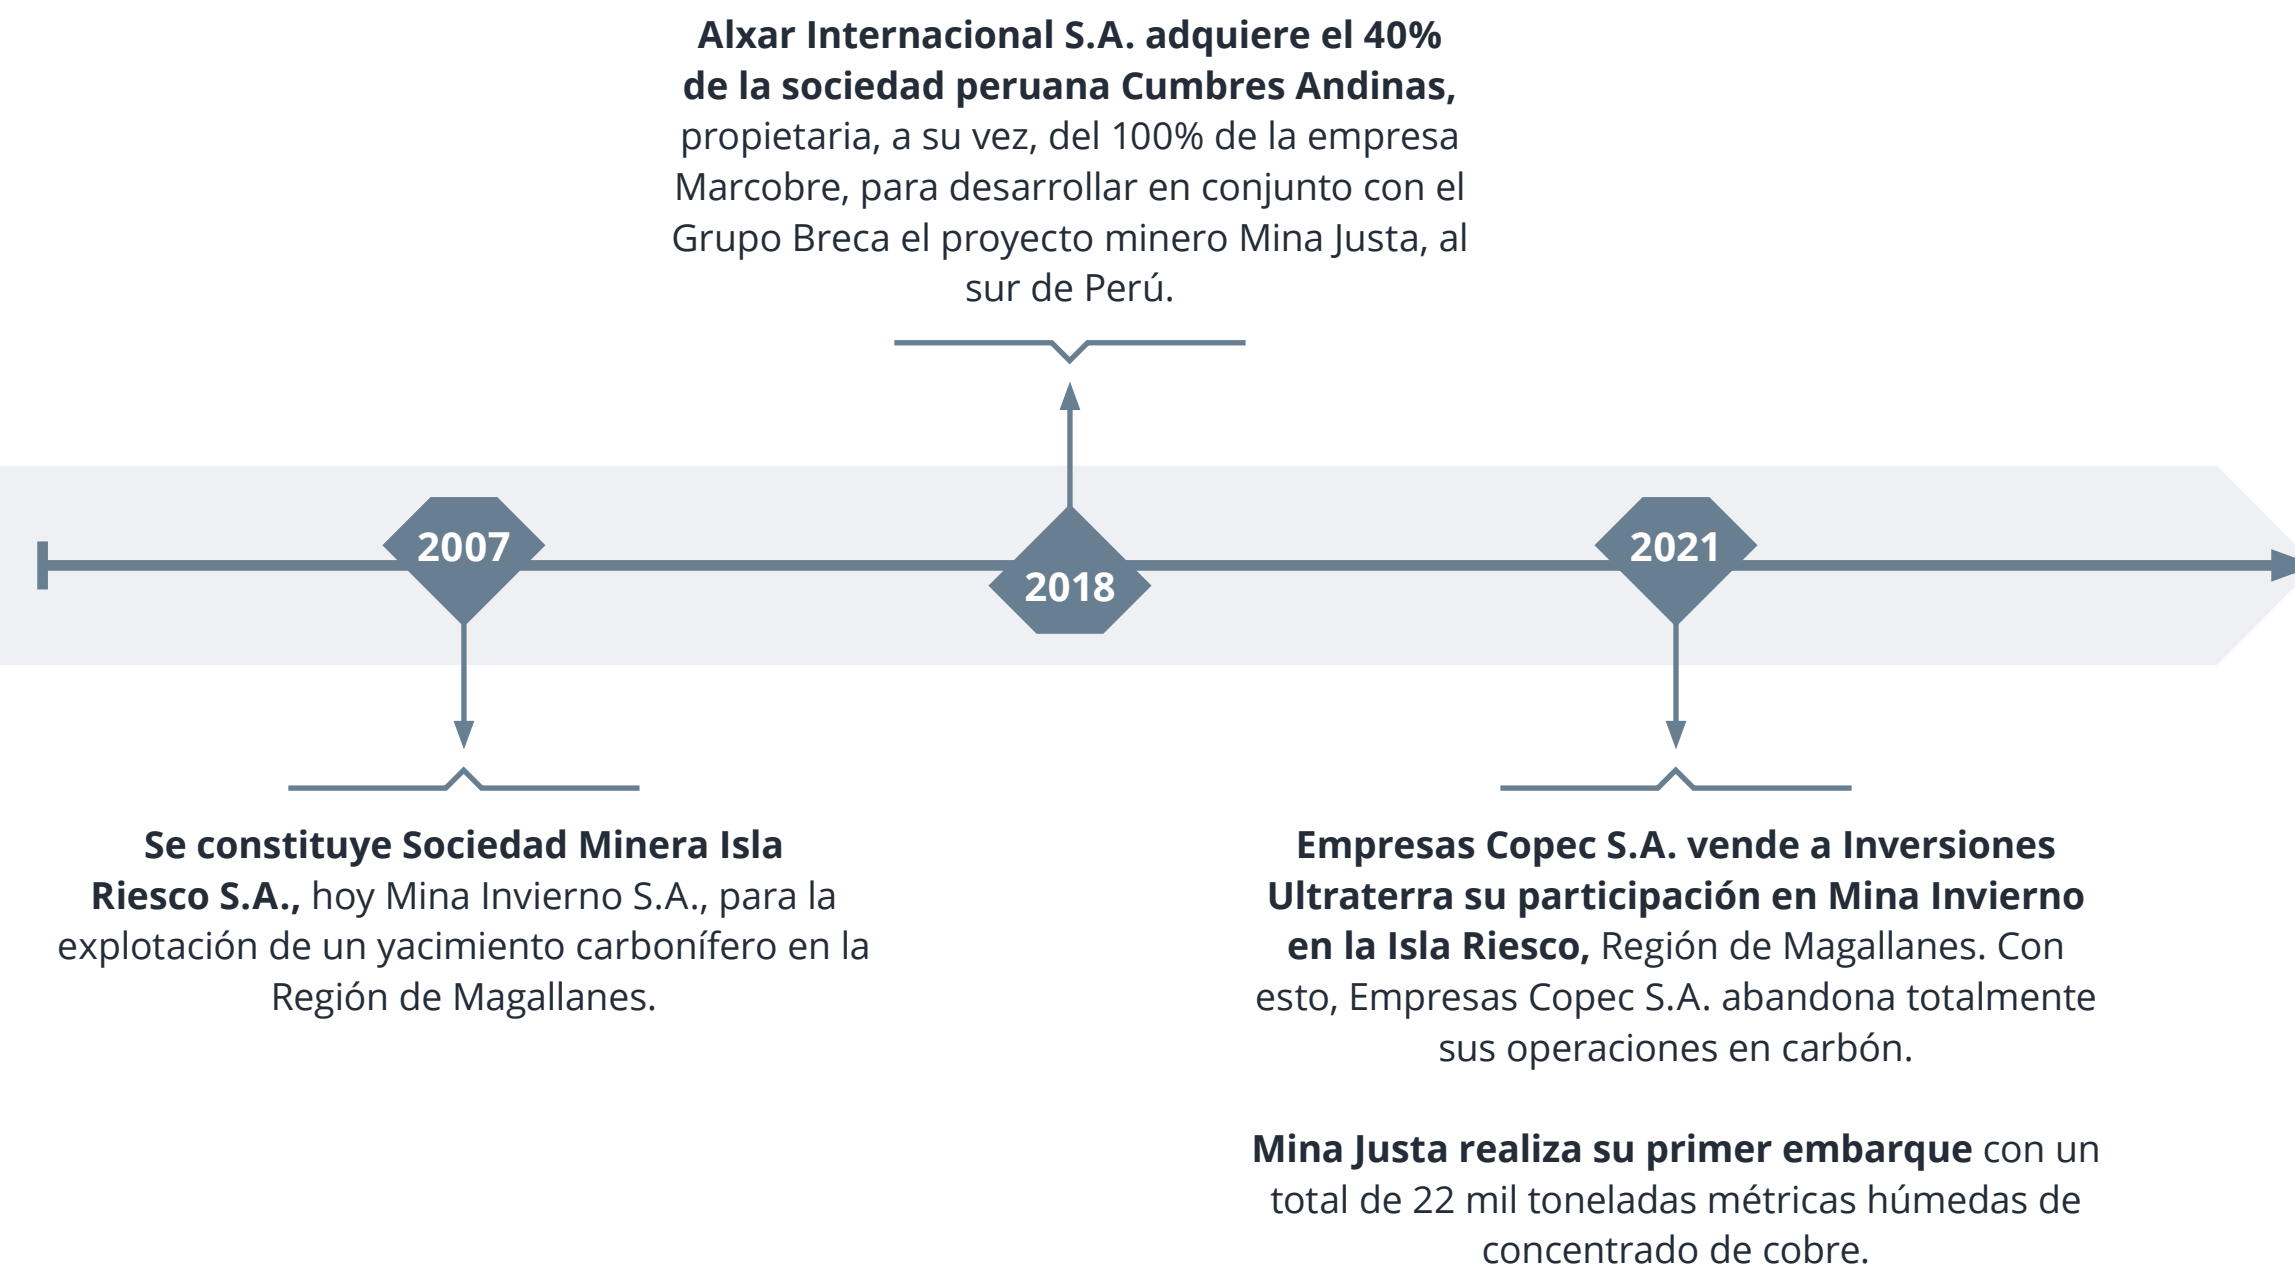 Alxar Internacional S.A. adquiere el 40%
de la sociedad peruana Cumbres Andinas,
propietaria, a su vez, del 100% de la empresa
Marcobre, para desarrollar en conjunto con el
Grupo Breca el proyecto minero Mina Justa, al
sur de Perú.
2007
2018
2021
Se constituye Sociedad Minera Isla
Riesco S.A., hoy Mina Invierno S.A., para la
explotación de un yacimiento carbonífero en la
Región de Magallanes.
Empresas Copec S.A. vende a Inversiones
Ultraterra su participación en Mina Invierno
en la Isla Riesco, Región de Magallanes. Con
esto, Empresas Copec S.A. abandona totalmente
sus operaciones en carbón.
Mina Justa realiza su primer embarque con un
total de 22 mil toneladas métricas húmedas de
concentrado de cobre.